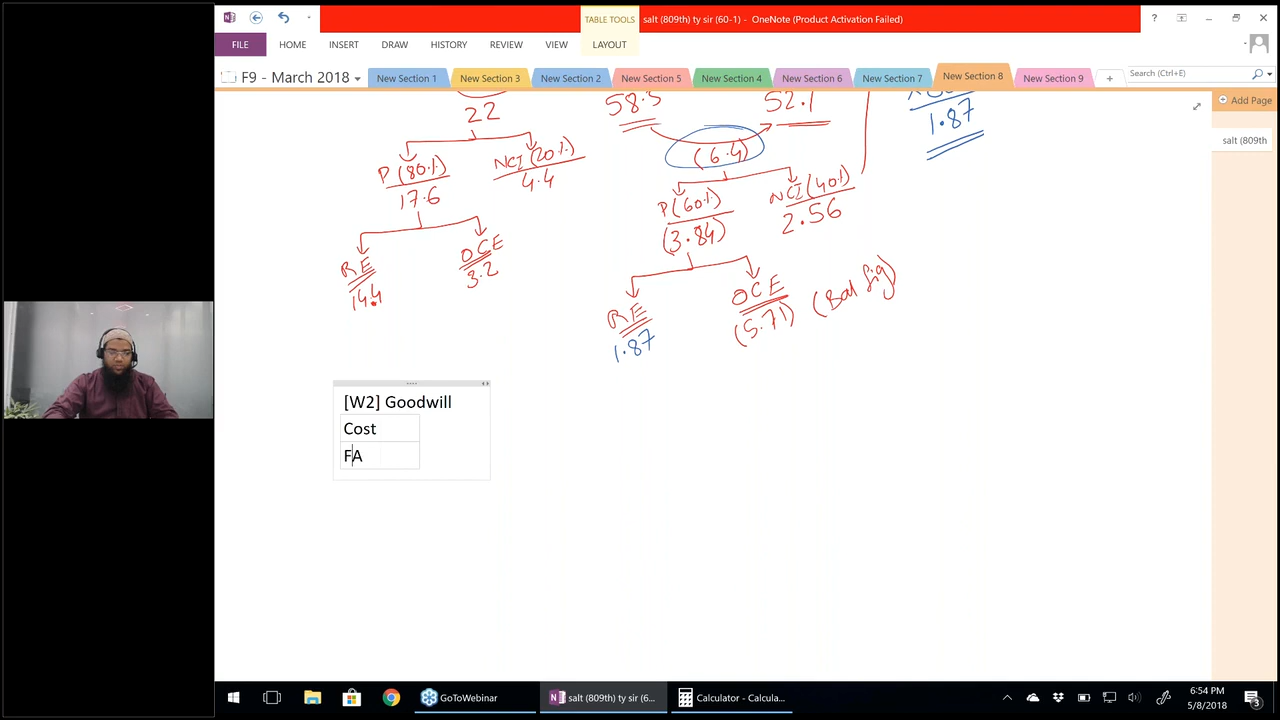 TABLE TOOLS
salt (809th) ty sir (60-1) - OneNote (Product Activation Failed)
FILE HOME INSERT DRAW HISTORY REVIEW VIEW LAYOUT
F9 - March 2018
New Section 1 New Section 3 New Section 2 New Section 5 New Section 4 New Section 6 New Section 7 New Section 8 New Section 9
Search (Ctrl+E)
Add Page
salt (809th)
22
58.5 52.1
1.87
(6.4)
P (80%) NCI (20%)
17.6 4.4
P (60%) NCI (40%)
(3.84) 2.56
RE OCE
14.4 3.2
RE OCE
1.87 (5.71) (Bal fig)
[W2] Goodwill
Cost
FA
GoToWebinar
salt (809th) ty sir (6...
Calculator - Calcula...
6:54 PM
5/8/2018
3